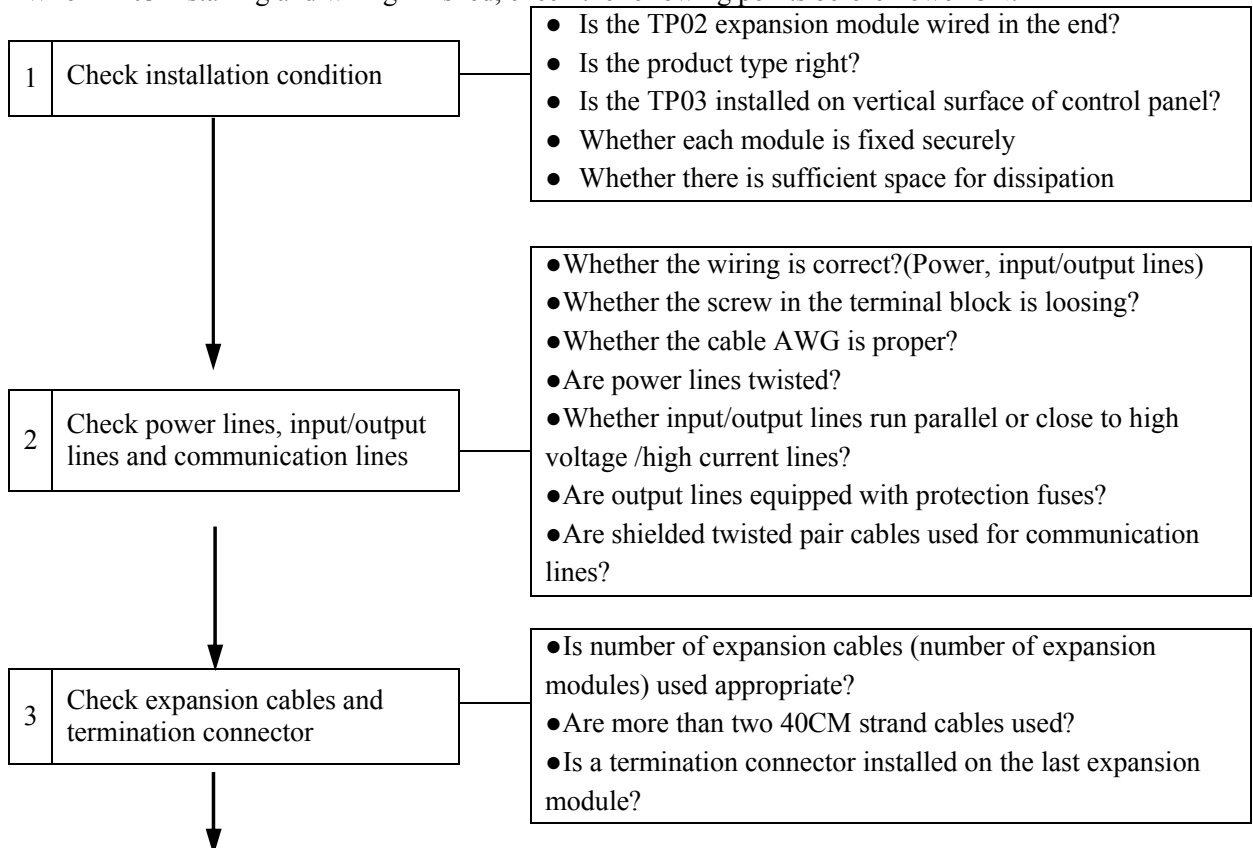 ● Is the TP02 expansion module wired in the end?
1 Check installation condition
● Is the product type right?
● Is the TP03 installed on vertical surface of control panel?
● Whether each module is fixed securely
● Whether there is sufficient space for dissipation
●Whether the wiring is correct?(Power, input/output lines)
●Whether the screw in the terminal block is loosing?
●Whether the cable AWG is proper?
●Are power lines twisted?
2 Check power lines, input/output
lines and communication lines
●Whether input/output lines run parallel or close to high
voltage /high current lines?
●Are output lines equipped with protection fuses?
●Are shielded twisted pair cables used for communication
lines?
3 Check expansion cables and
termination connector
●Is number of expansion cables (number of expansion
modules) used appropriate?
●Are more than two 40CM strand cables used?
●Is a termination connector installed on the last expansion
module?